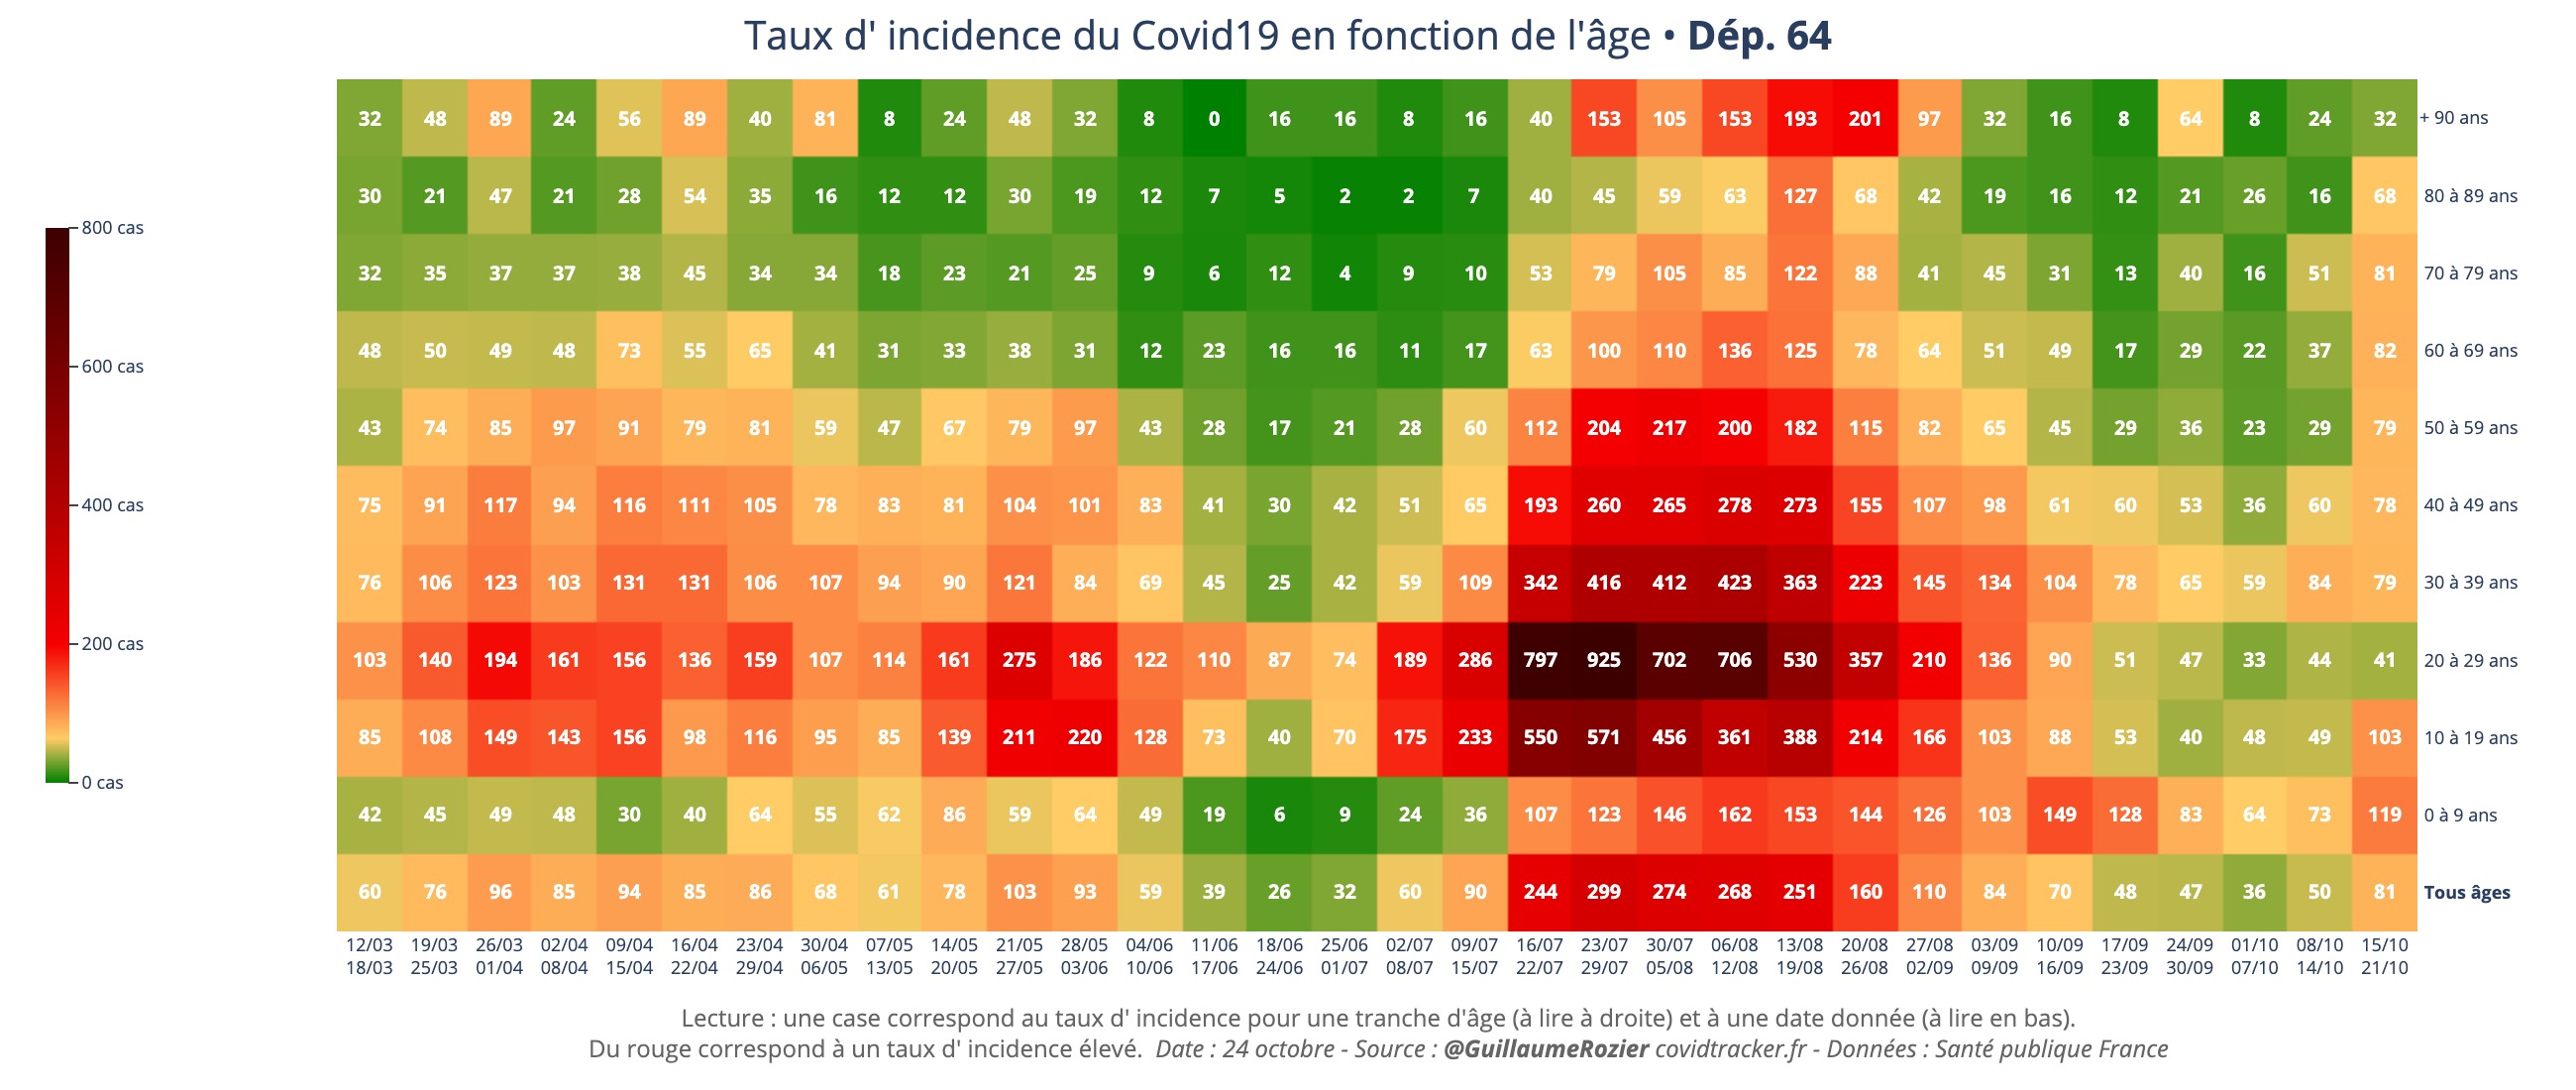 Taux d' incidence du Covid19 en fonction de l'âge • Dép. 64
800 cas
600 cas
400 cas
200 cas
0 cas
32 48 89 24 56 89 40 81 8 24 48 32 8 0 16 16 8 16 40 153 105 153 193 201 97 32 16 8 64 8 24 32 + 90 ans
30 21 47 21 28 54 35 16 12 12 30 19 12 7 5 2 2 7 40 45 59 63 127 68 42 19 16 12 21 26 16 68 80 à 89 ans
32 35 37 37 38 45 34 34 18 23 21 25 9 6 12 4 9 10 53 79 105 85 122 88 41 45 31 13 40 16 51 81 70 à 79 ans
48 50 49 48 73 55 65 41 31 33 38 31 12 23 16 16 11 17 63 100 110 136 125 78 64 51 49 17 29 22 37 82 60 à 69 ans
43 74 85 97 91 79 81 59 47 67 79 97 43 28 17 21 28 60 112 204 217 200 182 115 82 65 45 29 36 23 29 79 50 à 59 ans
75 91 117 94 116 111 105 78 83 81 104 101 83 41 30 42 51 65 193 260 265 278 273 155 107 98 61 60 53 36 60 78 40 à 49 ans
76 106 123 103 131 131 106 107 94 90 121 84 69 45 25 42 59 109 342 416 412 423 363 223 145 134 104 78 65 59 84 79 30 à 39 ans
103 140 194 161 156 136 159 107 114 161 275 186 122 110 87 74 189 286 797 925 702 706 530 357 210 136 90 51 47 33 44 41 20 à 29 ans
85 108 149 143 156 98 116 95 85 139 211 220 128 73 40 70 175 233 550 571 456 361 388 214 166 103 88 53 40 48 49 103 10 à 19 ans
42 45 49 48 30 40 64 55 62 86 59 64 49 19 6 9 24 36 107 123 146 162 153 144 126 103 149 128 83 64 73 119 0 à 9 ans
60 76 96 85 94 85 86 68 61 78 103 93 59 39 26 32 60 90 244 299 274 268 251 160 110 84 70 48 47 36 50 81 Tous âges
12/03 19/03 26/03 02/04 09/04 16/04 23/04 30/04 07/05 14/05 21/05 28/05 04/06 11/06 18/06 25/06 02/07 09/07 16/07 23/07 30/07 06/08 13/08 20/08 27/08 03/09 10/09 17/09 24/09 01/10 08/10 15/10
18/03 25/03 01/04 08/04 15/04 22/04 29/04 06/05 13/05 20/05 27/05 03/06 10/06 17/06 24/06 01/07 08/07 15/07 22/07 29/07 05/08 12/08 19/08 26/08 02/09 09/09 16/09 23/09 30/09 07/10 14/10 21/10
Lecture : une case correspond au taux d' incidence pour une tranche d'âge (à lire à droite) et à une date donnée (à lire en bas).
Du rouge correspond à un taux d' incidence élevé. Date : 24 octobre - Source : @GuillaumeRozier covidtracker.fr - Données : Santé publique France